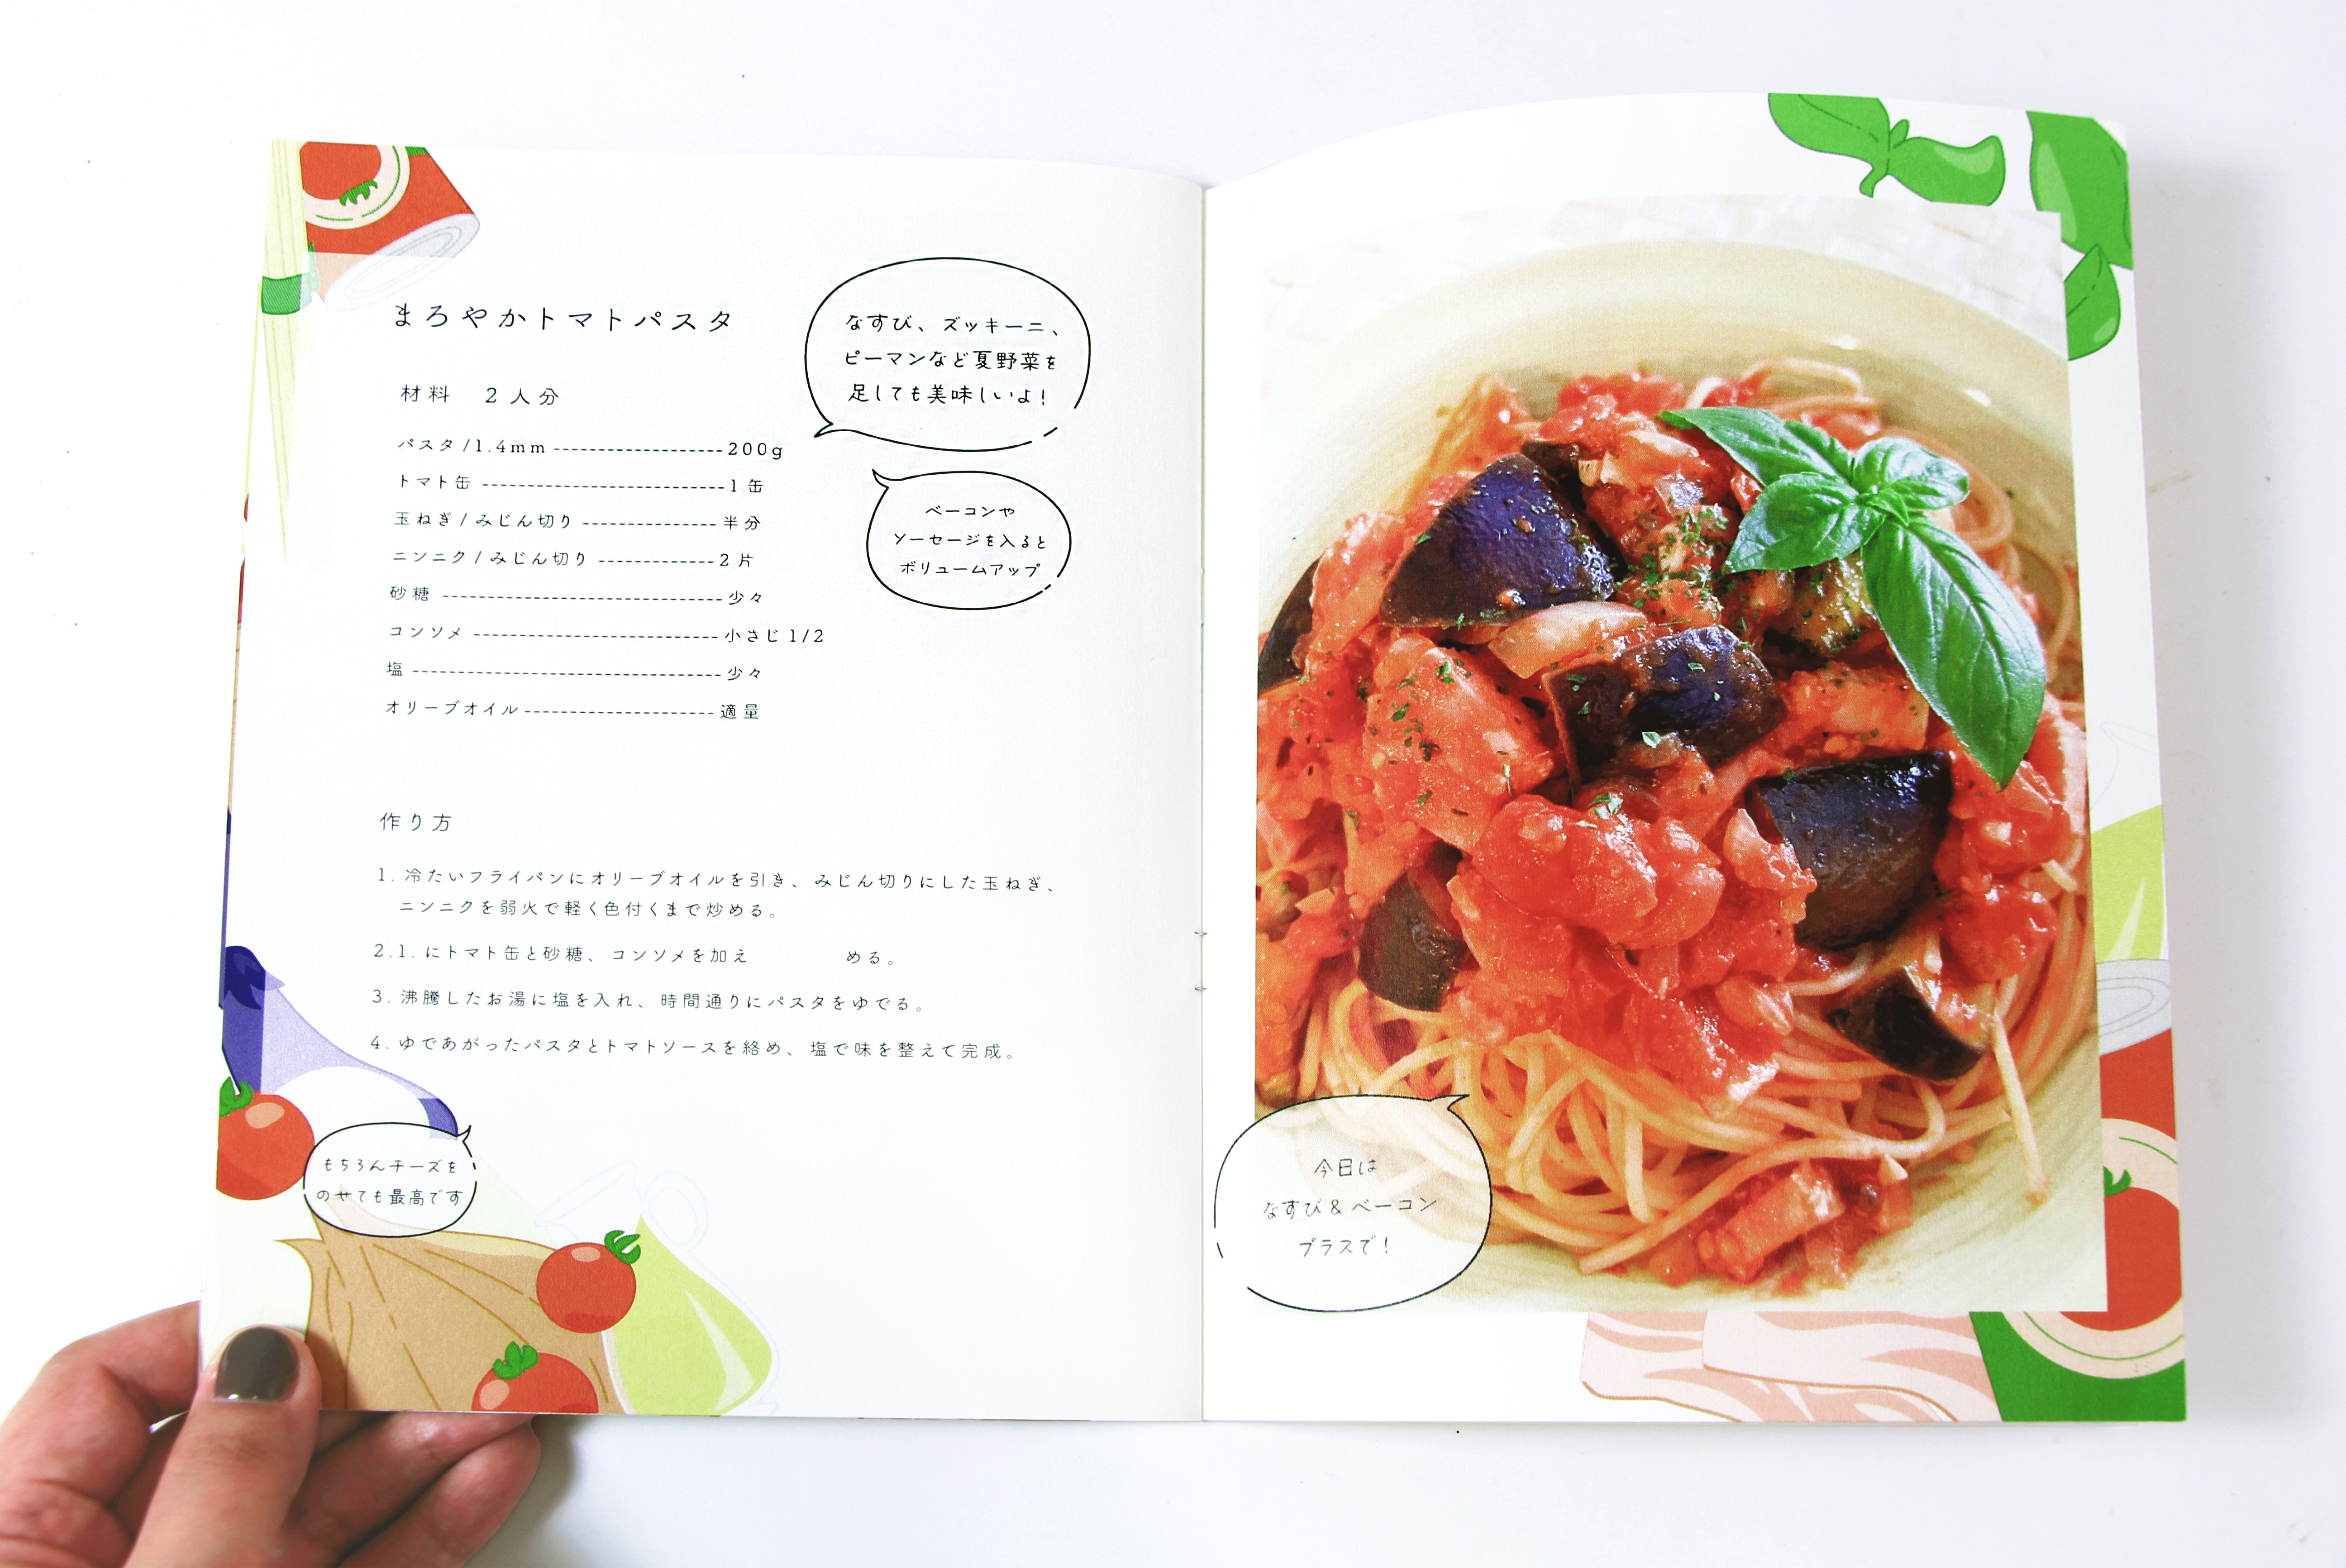 まろやかトマトパスタ
材料 2人分
パスタ/1.4mm -------------------200g
トマト缶 ---------------------------1缶
玉ねぎ/みじん切り ---------------半分
ニンニク/みじん切り -------------2片
砂糖 -------------------------------少々
コンソメ ---------------------------小さじ1/2
塩 ----------------------------------少々
オリーブオイル---------------------適量
なすび、ズッキーニ、
ピーマンなど夏野菜を
足しても美味しいよ!
ベーコンや
ソーセージを入ると
ボリュームアップ
作り方
1. 冷たいフライパンにオリーブオイルを引き、みじん切りにした玉ねぎ、
ニンニクを弱火で軽く色付くまで炒める。
2.1. にトマト缶と砂糖、コンソメを加え める。
3. 沸騰したお湯に塩を入れ、時間通りにパスタをゆでる。
4. ゆであがったパスタとトマトソースを絡め、塩で味を整えて完成。
もちろんチーズを
のせても最高です
今日は
なすび&ベーコン
プラスで!